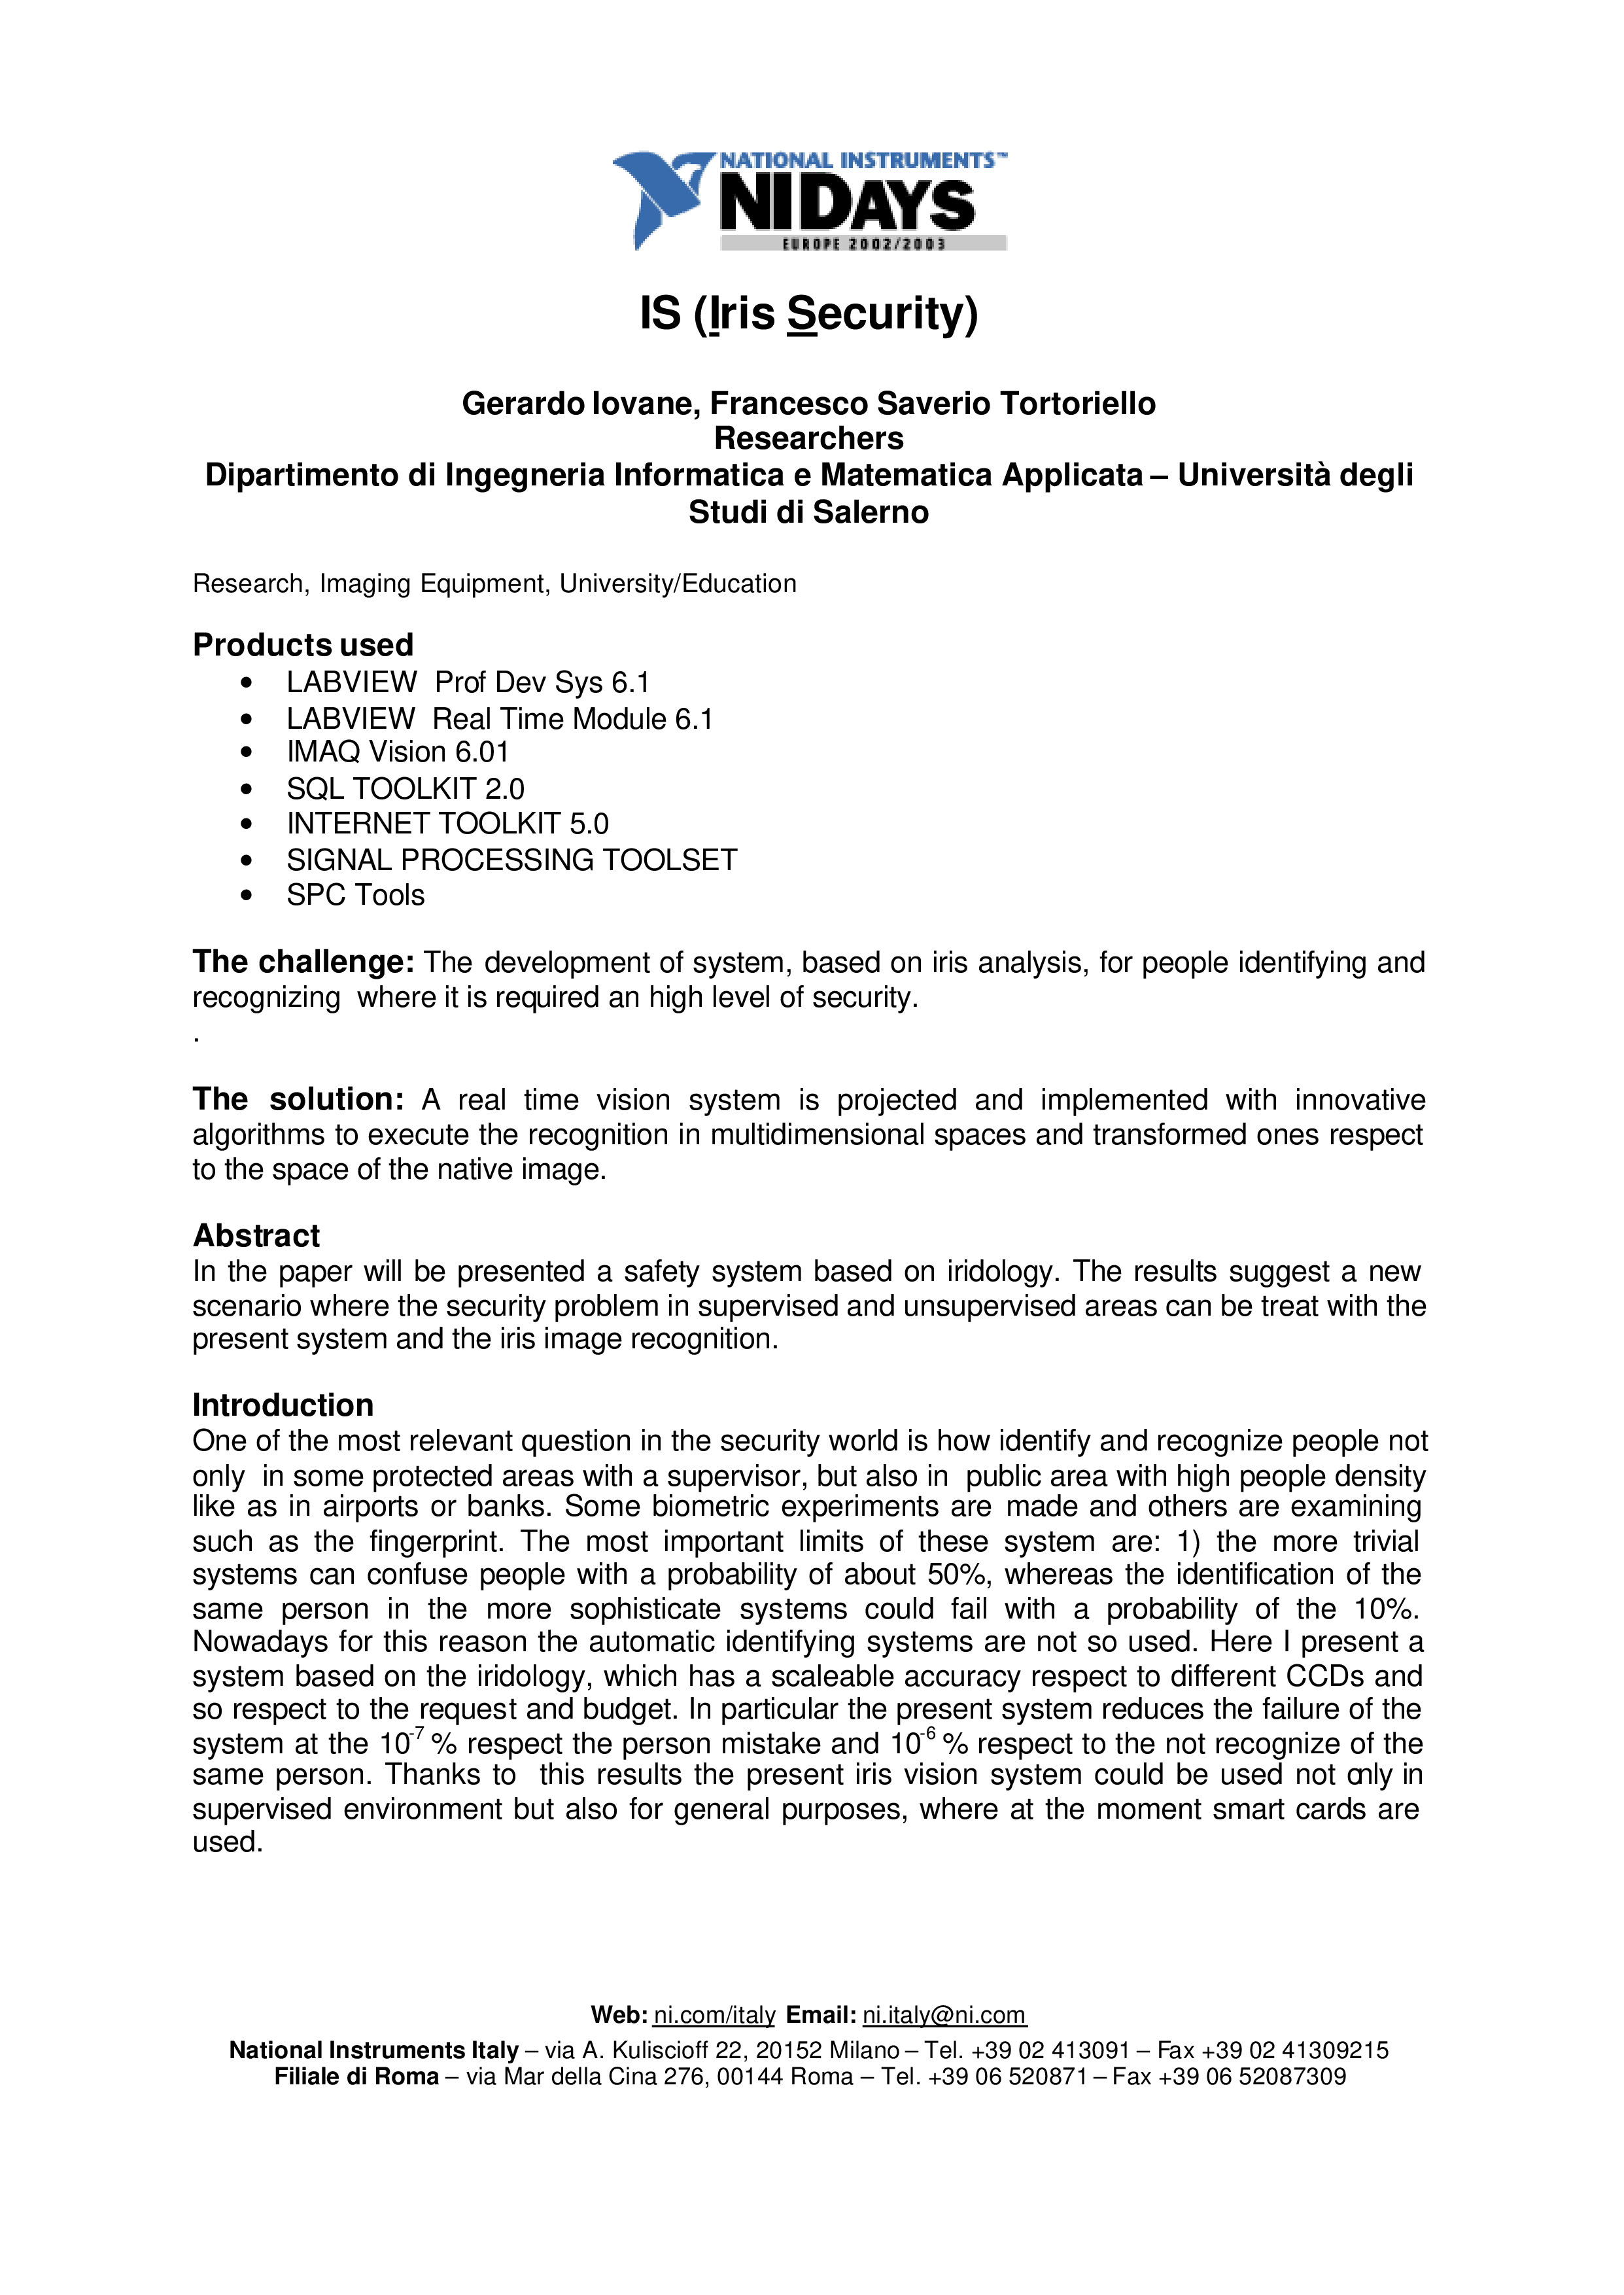 NATIONAL INSTRUMENTS™
NIDAYS
EUROPE 2002/2003
IS (Iris Security)
Gerardo Iovane, Francesco Saverio Tortoriello
Researchers
Dipartimento di Ingegneria Informatica e Matematica Applicata – Università degli
Studi di Salerno
Research, Imaging Equipment, University/Education
Products used
• LABVIEW Prof Dev Sys 6.1
• LABVIEW Real Time Module 6.1
• IMAQ Vision 6.01
• SQL TOOLKIT 2.0
• INTERNET TOOLKIT 5.0
• SIGNAL PROCESSING TOOLSET
• SPC Tools
The challenge: The development of system, based on iris analysis, for people identifying and
recognizing where it is required an high level of security.
.
The solution: A real time vision system is projected and implemented with innovative
algorithms to execute the recognition in multidimensional spaces and transformed ones respect
to the space of the native image.
Abstract
In the paper will be presented a safety system based on iridology. The results suggest a new
scenario where the security problem in supervised and unsupervised areas can be treat with the
present system and the iris image recognition.
Introduction
One of the most relevant question in the security world is how identify and recognize people not
only in some protected areas with a supervisor, but also in public area with high people density
like as in airports or banks. Some biometric experiments are made and others are examining
such as the fingerprint. The most important limits of these system are: 1) the more trivial
systems can confuse people with a probability of about 50%, whereas the identification of the
same person in the more sophisticate systems could fail with a probability of the 10%.
Nowadays for this reason the automatic identifying systems are not so used. Here I present a
system based on the iridology, which has a scaleable accuracy respect to different CCDs and
so respect to the request and budget. In particular the present system reduces the failure of the
system at the 10⁻⁷ % respect the person mistake and 10⁻⁶ % respect to the not recognize of the
same person. Thanks to this results the present iris vision system could be used not only in
supervised environment but also for general purposes, where at the moment smart cards are
used.
Web: ni.com/italy Email: ni.italy@ni.com
National Instruments Italy – via A. Kuliscioff 22, 20152 Milano – Tel. +39 02 413091 – Fax +39 02 41309215
Filiale di Roma – via Mar della Cina 276, 00144 Roma – Tel. +39 06 520871 – Fax +39 06 52087309